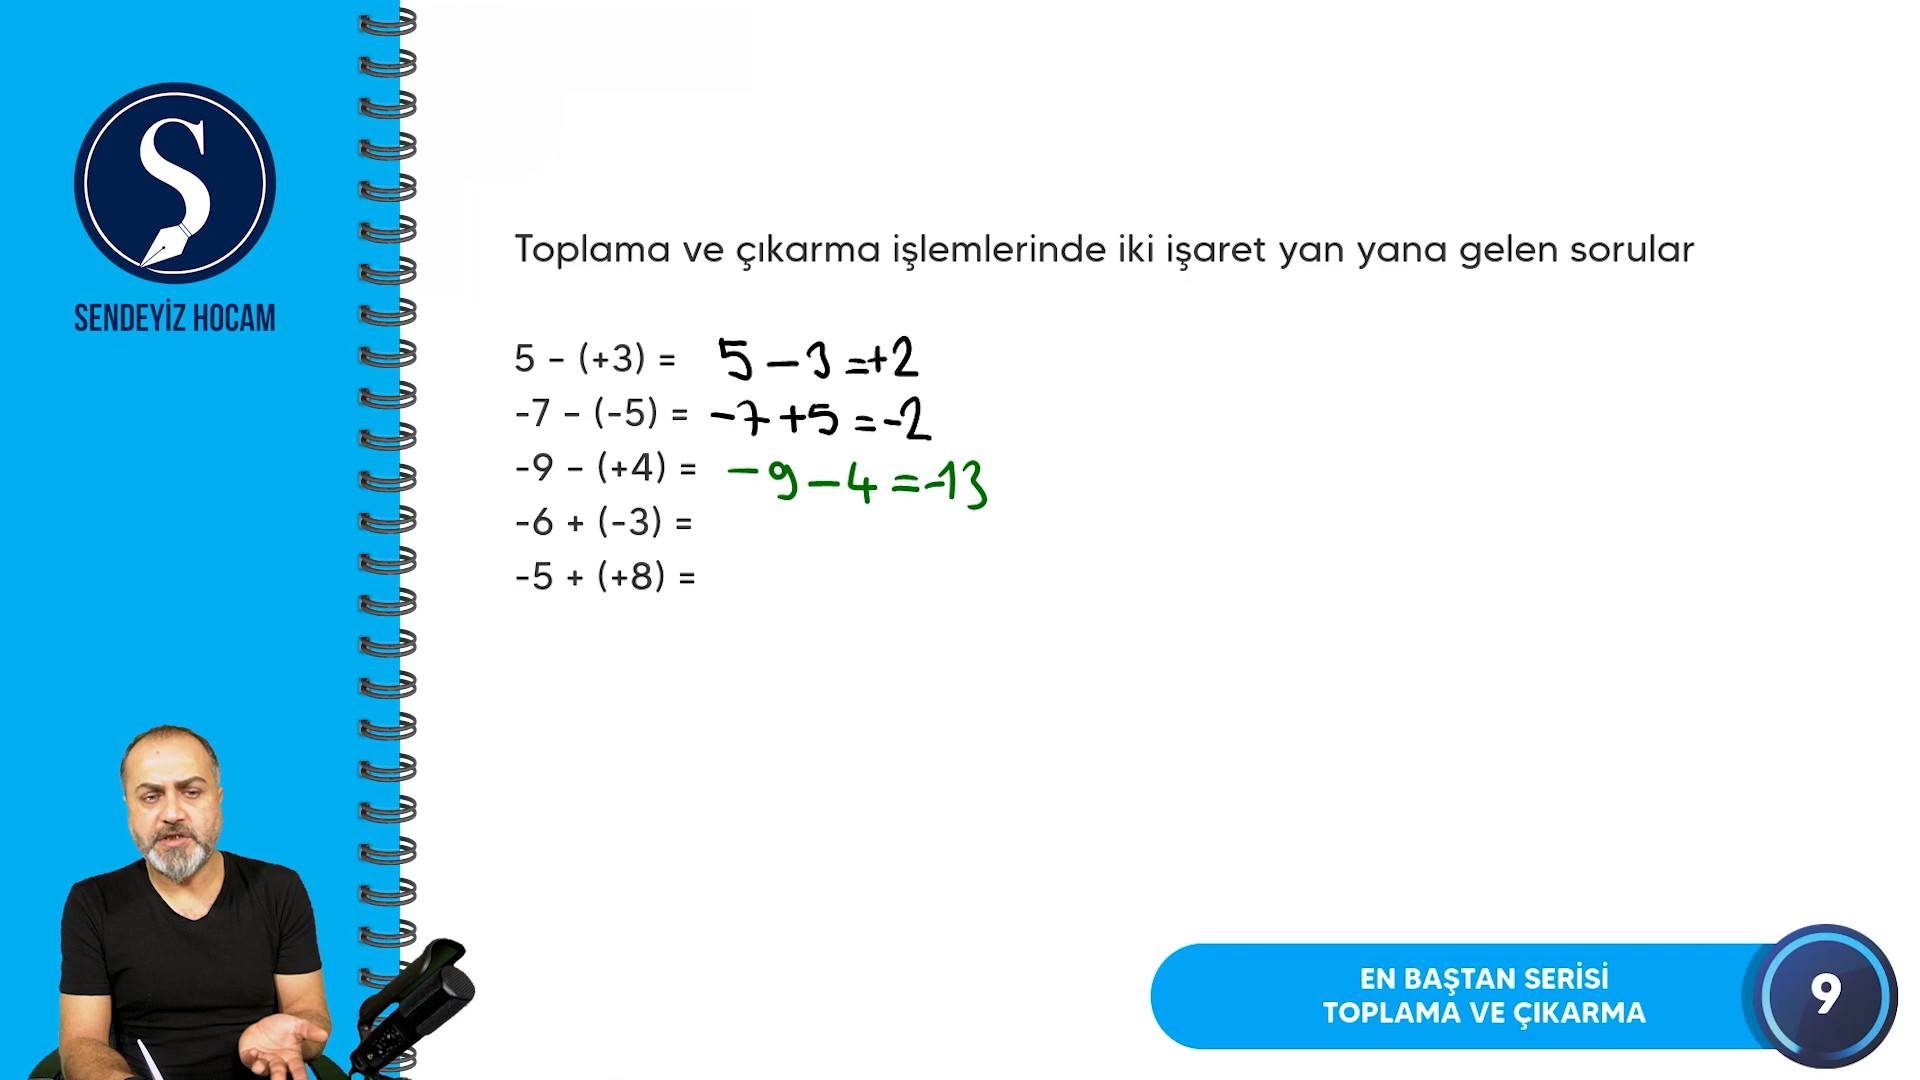 SENDEYİZ HOCAM
Toplama ve çıkarma işlemlerinde iki işaret yan yana gelen sorular
5 - (+3) = 5 - 3 = +2
-7 - (-5) = -7 + 5 = -2
-9 - (+4) = -9 - 4 = -13
-6 + (-3) =
-5 + (+8) =
EN BAŞTAN SERİSİ
TOPLAMA VE ÇIKARMA
9